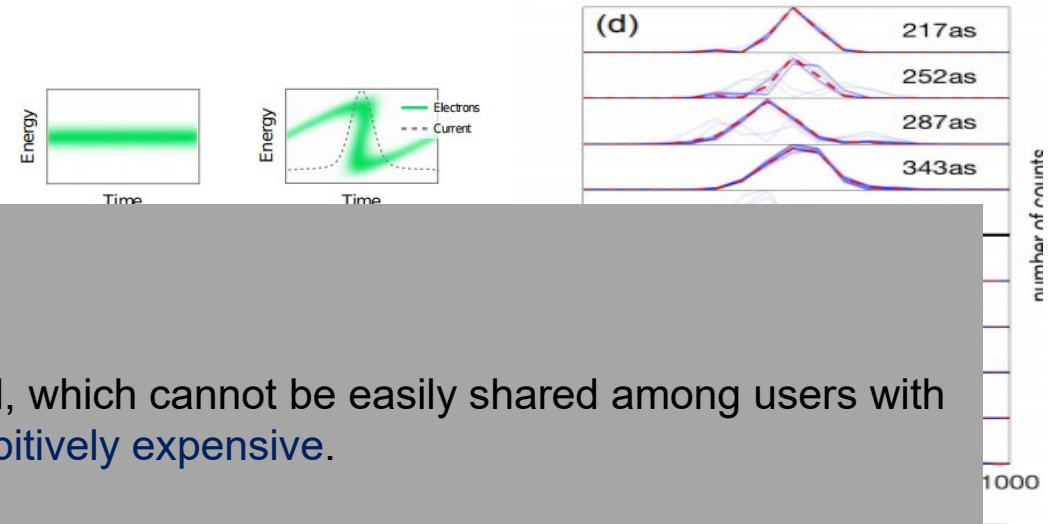 (d)
217as
252as
287as
343as
Energy
Time
Energy
Electrons
Current
Time
number of counts
which cannot be easily shared among users with
expensive.
1000